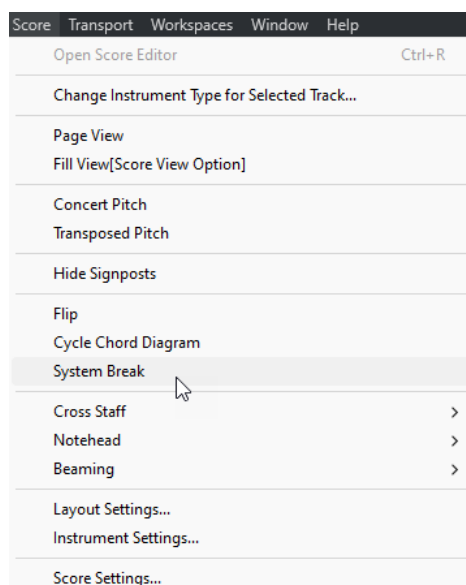 Score Transport Workspaces Window Help
Open Score Editor Ctrl+R
Change Instrument Type for Selected Track...
Page View
Fill View[Score View Option]
Concert Pitch
Transposed Pitch
Hide Signposts
Flip
Cycle Chord Diagram
System Break
Cross Staff
Notehead
Beaming
Layout Settings...
Instrument Settings...
Score Settings...